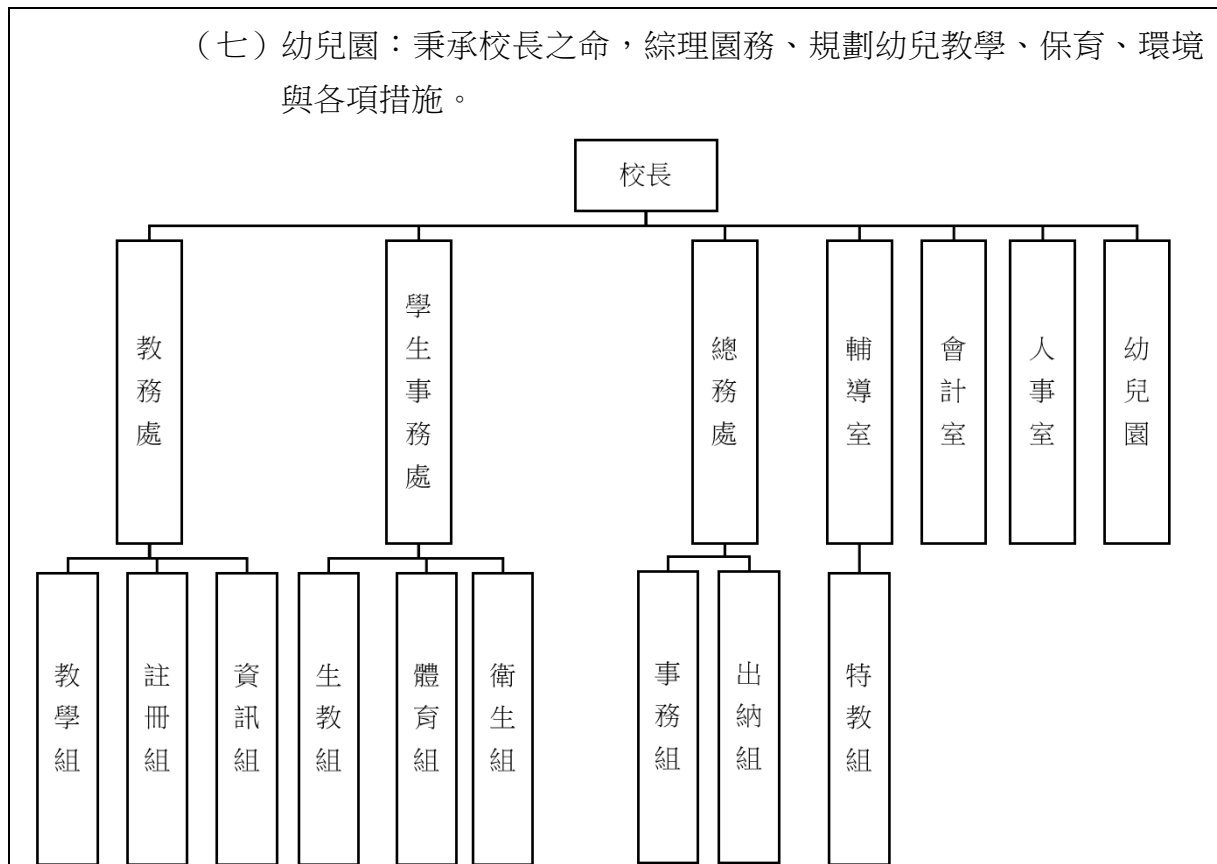 （七）幼兒園：秉承校長之命，綜理園務、規劃幼兒教學、保育、環境
與各項措施。
校長
教務處
學生事務處
總務處
輔導室
會計室
人事室
幼兒園
教學組
註冊組
資訊組
生教組
體育組
衛生組
事務組
出納組
特教組